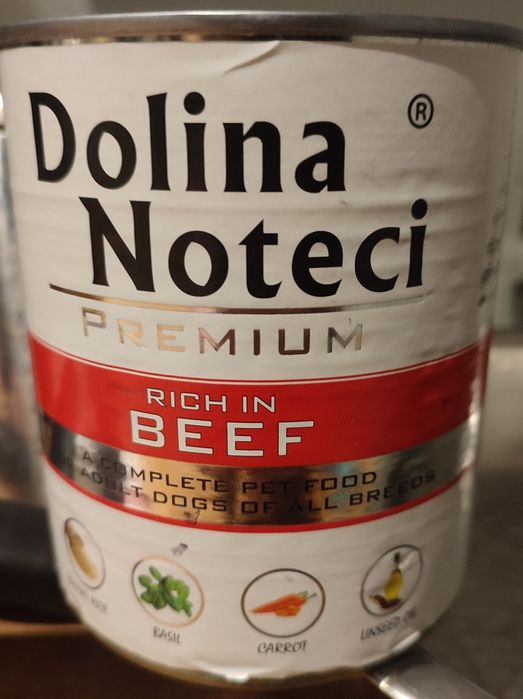 Dolina ®
Noteci
PREMIUM
RICH IN
BEEF
A COMPLETE PET FOOD
ADULT DOGS OF ALL BREEDS
BASIL
CARROT
LINSEED OIL